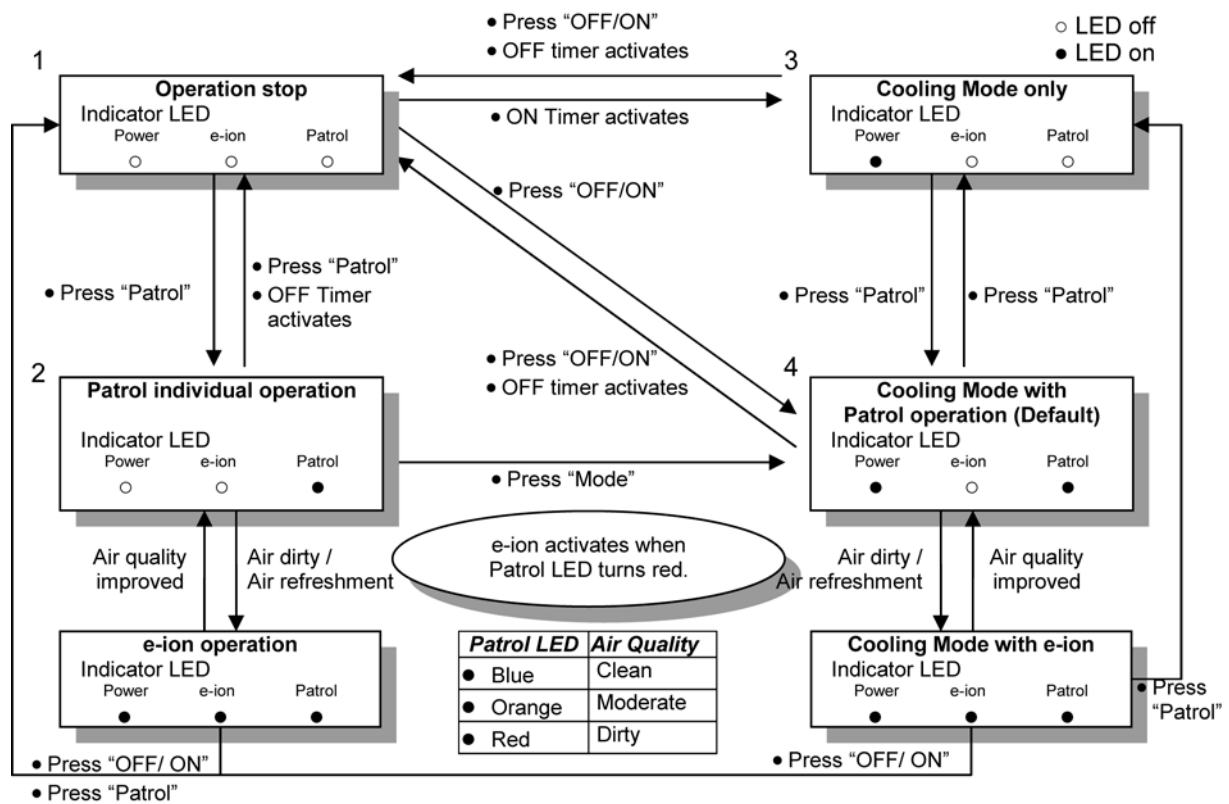 ● Press “OFF/ON”
● OFF timer activates
○ LED off
● LED on
1
Operation stop
Indicator LED
Power e-ion Patrol
● ON Timer activates
3
Cooling Mode only
Indicator LED
Power e-ion Patrol
● Press “OFF/ON”
● Press “Patrol”
● Press “Patrol”
● OFF Timer
activates
● Press “Patrol”
● Press “Patrol”
● Press “OFF/ON”
● OFF timer activates
2
Patrol individual operation
Indicator LED
Power e-ion Patrol
● Press “Mode”
4
Cooling Mode with
Patrol operation (Default)
Indicator LED
Power e-ion Patrol
Air quality
improved
Air dirty /
Air refreshment
e-ion activates when
Patrol LED turns red.
Air dirty /
Air refreshment
Air quality
improved
e-ion operation
Indicator LED
Power e-ion Patrol
Patrol LED Air Quality
● Blue Clean
● Orange Moderate
● Red Dirty
Cooling Mode with e-ion
Indicator LED
Power e-ion Patrol
● Press
“Patrol”
● Press “OFF/ ON”
● Press “Patrol”
● Press “OFF/ ON”